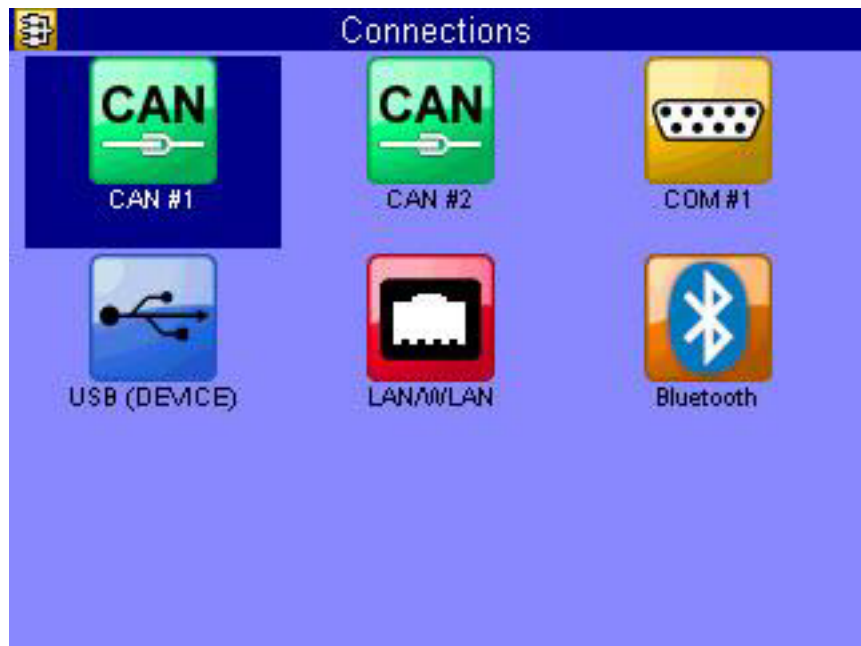 Connections
CAN
CAN
CAN #1
CAN #2
COM #1
USB (DEVICE)
LAN/WLAN
Bluetooth